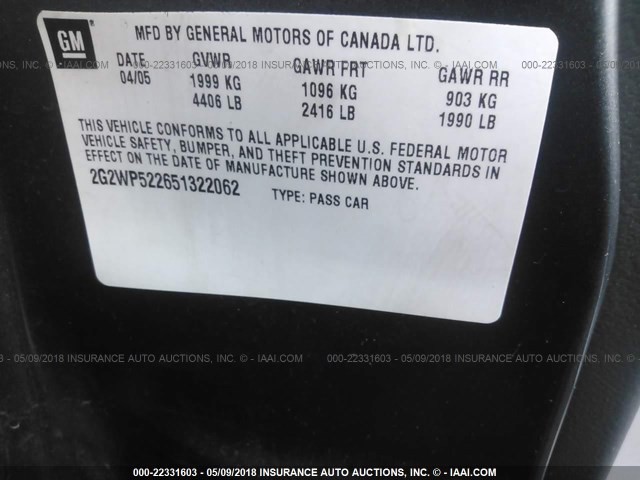 GM
MFD BY GENERAL MOTORS OF CANADA LTD.
DATE GVWR GAWR FRT GAWR RR
04/05 1999 KG 1096 KG 903 KG
4406 LB 2416 LB 1990 LB
THIS VEHICLE CONFORMS TO ALL APPLICABLE U.S. FEDERAL MOTOR
VEHICLE SAFETY, BUMPER, AND THEFT PREVENTION STANDARDS IN
EFFECT ON THE DATE OF MANUFACTURE SHOWN ABOVE.
2G2WP522651322062 TYPE: PASS CAR
000-22331603 - 05/09/2018 INSURANCE AUTO AUCTIONS, INC. © - IAAI.COM